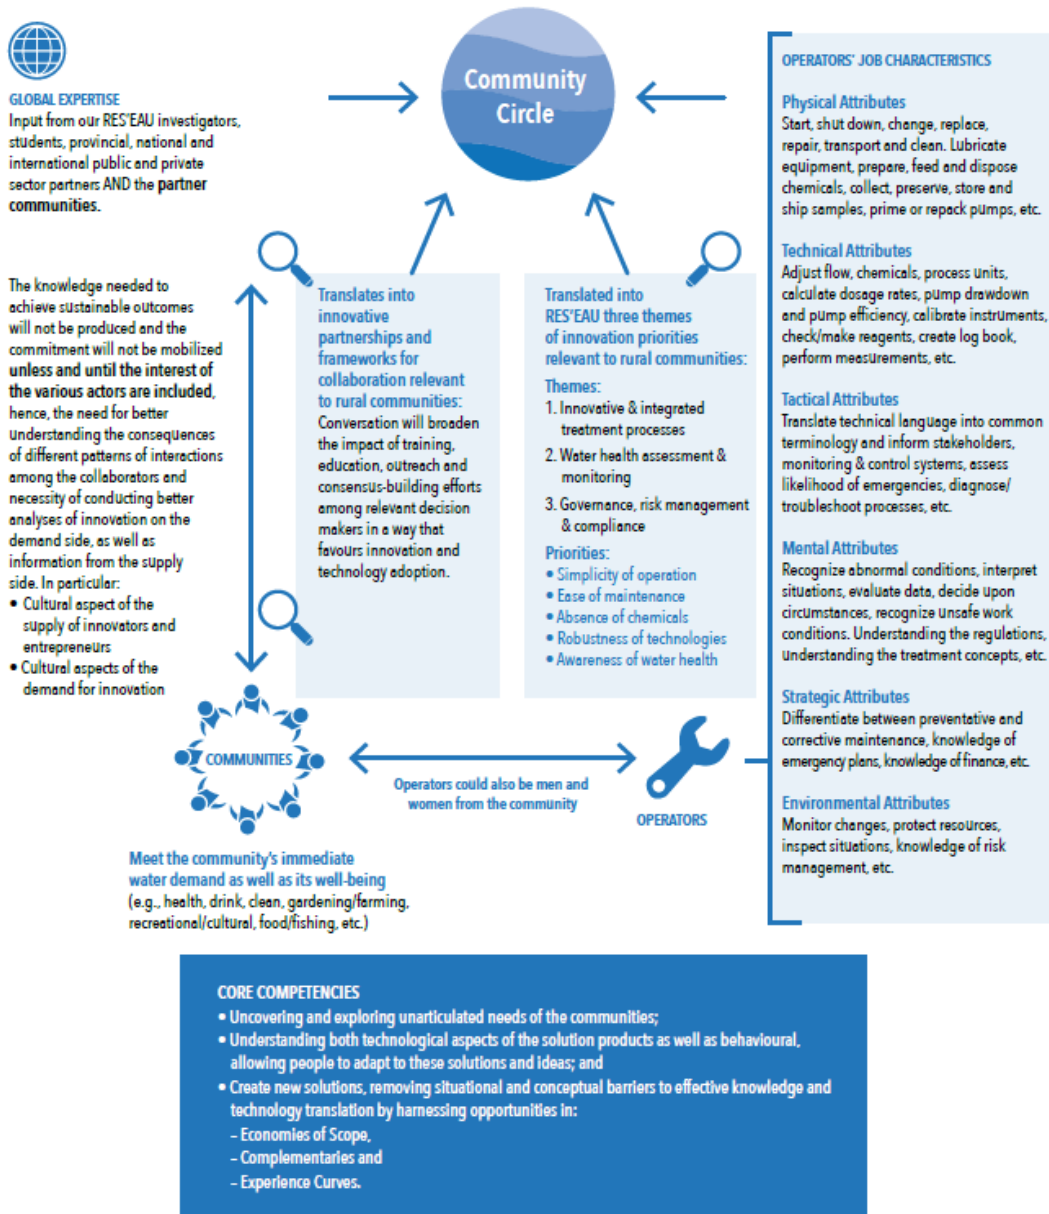 Community
Circle
GLOBAL EXPERTISE
Input from our RES'EAU investigators,
students, provincial, national and
international public and private
sector partners AND the partner
communities.
The knowledge needed to
achieve sustainable outcomes
will not be produced and the
commitment will not be mobilized
unless and until the interest of
the various actors are included,
hence, the need for better
understanding the consequences
of different patterns of interactions
among the collaborators and
necessity of conducting better
analyses of innovation on the
demand side, as well as
information from the supply
side. In particular:
• Cultural aspect of the
supply of innovators and
entrepreneurs
• Cultural aspects of the
demand for innovation
Translates into
innovative
partnerships and
frameworks for
collaboration relevant
to rural communities:
Conversation will broaden
the impact of training,
education, outreach and
consensus-building efforts
among relevant decision
makers in a way that
favours innovation and
technology adoption.
Translated into
RES'EAU three themes
of innovation priorities
relevant to rural communities:
Themes:
1. Innovative & integrated
treatment processes
2. Water health assessment &
monitoring
3. Governance, risk management
& compliance
Priorities:
• Simplicity of operation
• Ease of maintenance
• Absence of chemicals
• Robustness of technologies
• Awareness of water health
OPERATORS' JOB CHARACTERISTICS
Physical Attributes
Start, shut down, change, replace,
repair, transport and clean. Lubricate
equipment, prepare, feed and dispose
chemicals, collect, preserve, store and
ship samples, prime or repack pumps, etc.
Technical Attributes
Adjust flow, chemicals, process units,
calculate dosage rates, pump drawdown
and pump efficiency, calibrate instruments,
check/make reagents, create log book,
perform measurements, etc.
Tactical Attributes
Translate technical language into common
terminology and inform stakeholders,
monitoring & control systems, assess
likelihood of emergencies, diagnose/
troubleshoot processes, etc.
Mental Attributes
Recognize abnormal conditions, interpret
situations, evaluate data, decide upon
circumstances, recognize unsafe work
conditions. Understanding the regulations,
understanding the treatment concepts, etc.
Strategic Attributes
Differentiate between preventative and
corrective maintenance, knowledge of
emergency plans, knowledge of finance, etc.
Environmental Attributes
Monitor changes, protect resources,
inspect situations, knowledge of risk
management, etc.
COMMUNITIES
Operators could also be men and
women from the community
OPERATORS
Meet the community's immediate
water demand as well as its well-being
(e.g., health, drink, clean, gardening/farming,
recreational/cultural, food/fishing, etc.)
CORE COMPETENCIES
• Uncovering and exploring unarticulated needs of the communities;
• Understanding both technological aspects of the solution products as well as behavioural,
allowing people to adapt to these solutions and ideas; and
• Create new solutions, removing situational and conceptual barriers to effective knowledge and
technology translation by harnessing opportunities in:
– Economies of Scope,
– Complementaries and
– Experience Curves.